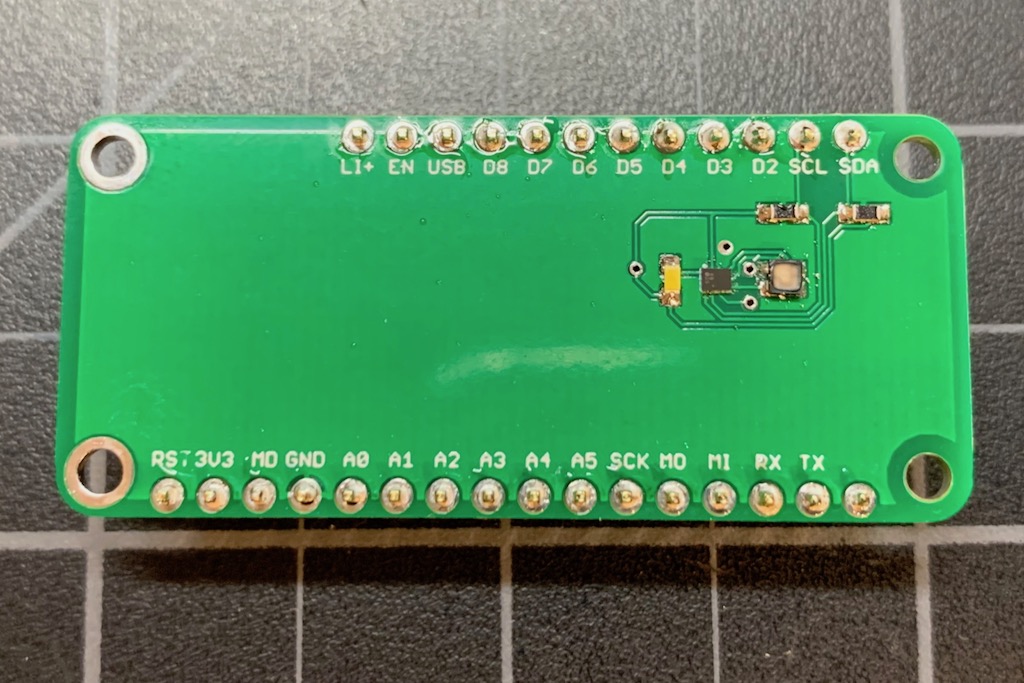 LI+ EN USB D8 D7 D6 D5 D4 D3 D2 SCL SDA
RST 3V3 MD GND A0 A1 A2 A3 A4 A5 SCK MO MI RX TX